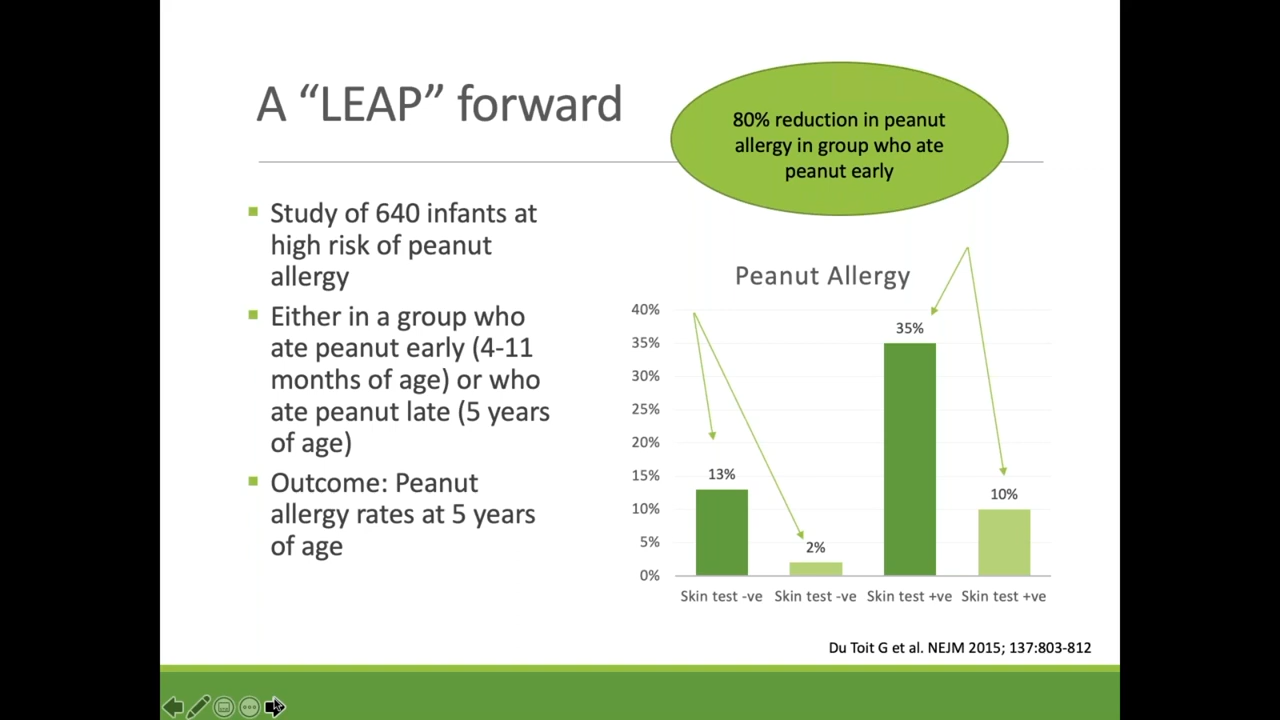 A “LEAP” forward
80% reduction in peanut
allergy in group who ate
peanut early
Study of 640 infants at
high risk of peanut
allergy
Either in a group who
ate peanut early (4-11
months of age) or who
ate peanut late (5 years
of age)
Outcome: Peanut
allergy rates at 5 years
of age
Peanut Allergy
40%
35%
30%
25%
20%
15%
10%
5%
0%
13%
2%
35%
10%
Skin test -ve
Skin test -ve
Skin test +ve
Skin test +ve
Du Toit G et al. NEJM 2015; 137:803-812